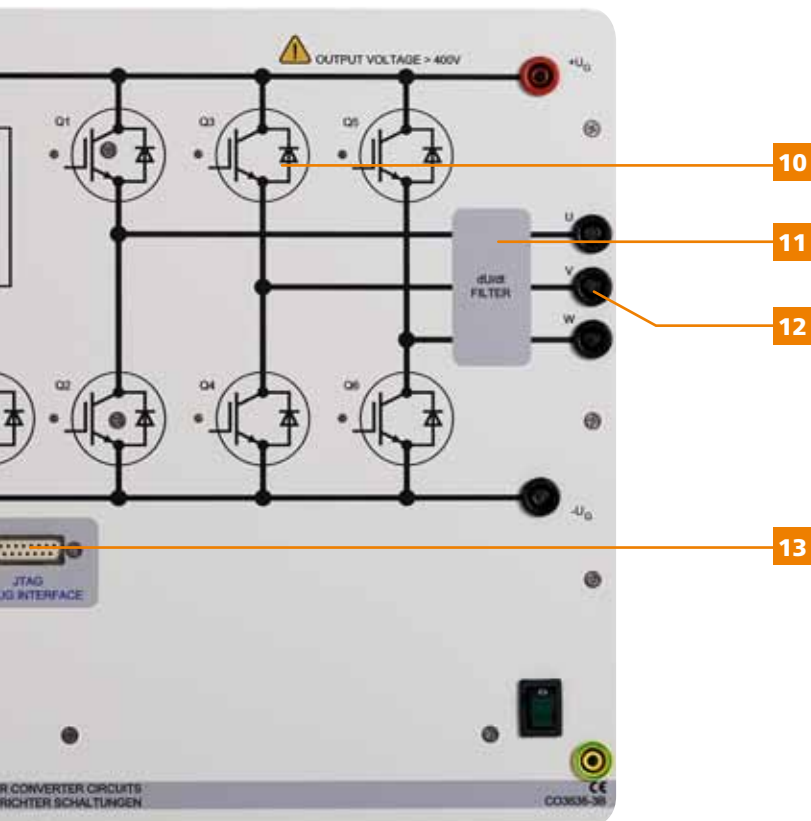 OUTPUT VOLTAGE > 400V
+UG
Q1
Q3
Q5
10
U
11
dU/dt
FILTER
V
12
W
Q2
Q4
Q6
-UG
13
JTAG
UG INTERFACE
R CONVERTER CIRCUITS
RICHTER SCHALTUNGEN
CE
CO3636-3B